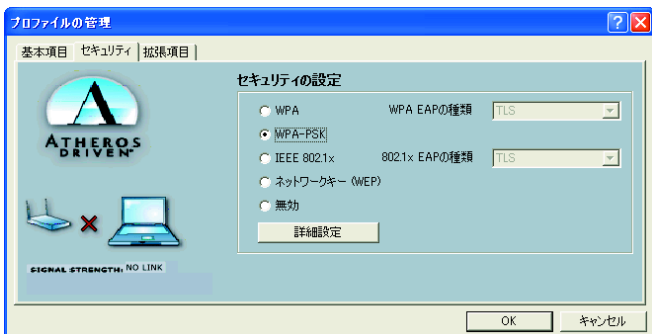 プロファイルの管理
基本項目 セキュリティ 拡張項目
セキュリティの設定
WPA WPA EAPの種類 TLS
WPA-PSK
IEEE 802.1x 802.1x EAPの種類 TLS
ネットワークキー (WEP)
無効
詳細設定
ATHEROS
DRIVEN
SIGNAL STRENGTH: NO LINK
OK キャンセル